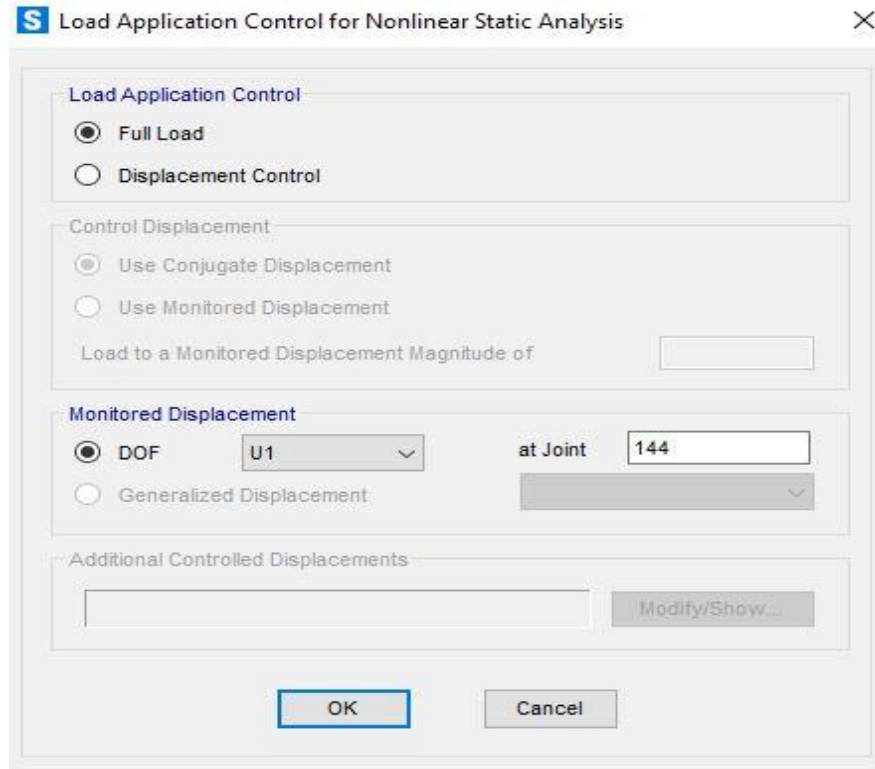 S Load Application Control for Nonlinear Static Analysis
Load Application Control
Full Load
Displacement Control
Control Displacement
Use Conjugate Displacement
Use Monitored Displacement
Load to a Monitored Displacement Magnitude of
Monitored Displacement
DOF U1 at Joint 144
Generalized Displacement
Additional Controlled Displacements
Modify/Show...
OK Cancel